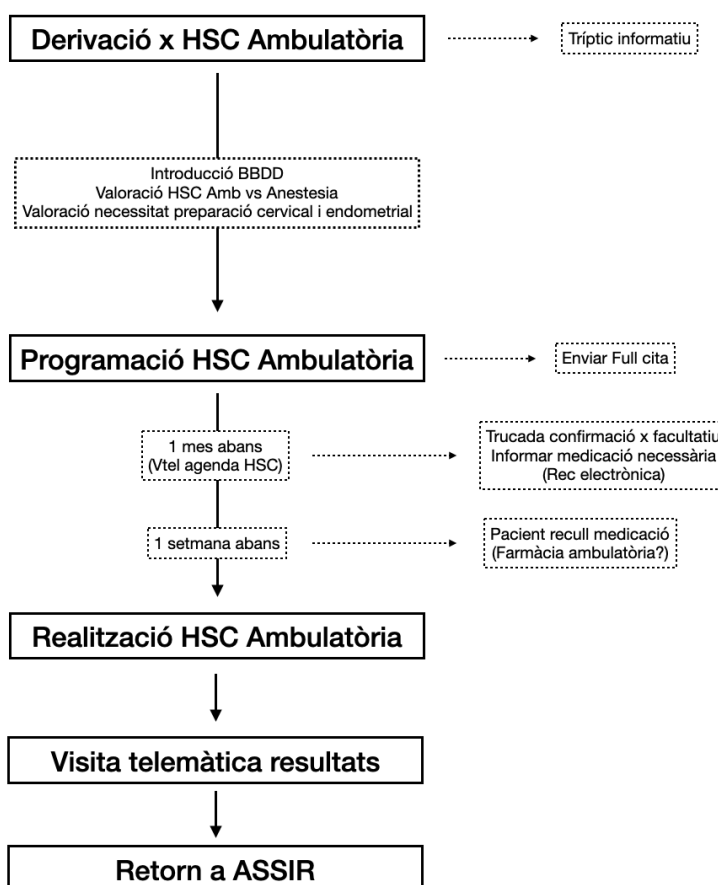 Derivació x HSC Ambulatòria
Tríptic informatiu
Introducció BBDD
Valoració HSC Amb vs Anestesia
Valoració necessitat preparació cervical i endometrial
Programació HSC Ambulatòria
Enviar Full cita
1 mes abans
(Vtel agenda HSC)
Trucada confirmació x facultatiu
Informar medicació necessària
(Rec electrònica)
1 setmana abans
Pacient recull medicació
(Farmàcia ambulatòria?)
Realització HSC Ambulatòria
Visita telemàtica resultats
Retorn a ASSIR